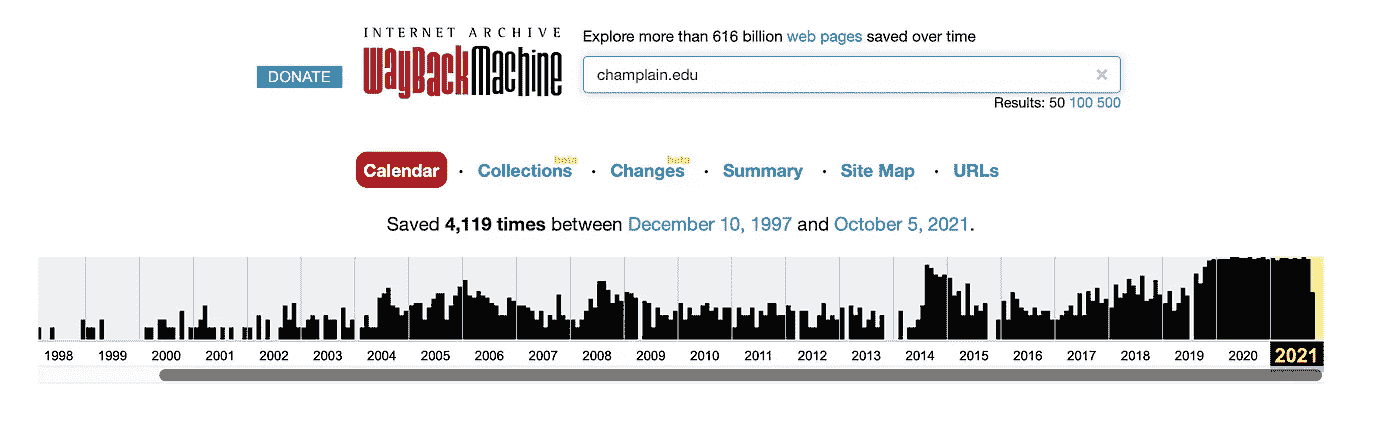 INTERNET ARCHIVE
WayBackMachine
DONATE
Explore more than 616 billion web pages saved over time
champlain.edu ×
Results: 50 100 500
Calendar · Collections beta · Changes beta · Summary · Site Map · URLs
Saved 4,119 times between December 10, 1997 and October 5, 2021.
1998 1999 2000 2001 2002 2003 2004 2005 2006 2007 2008 2009 2010 2011 2012 2013 2014 2015 2016 2017 2018 2019 2020 2021